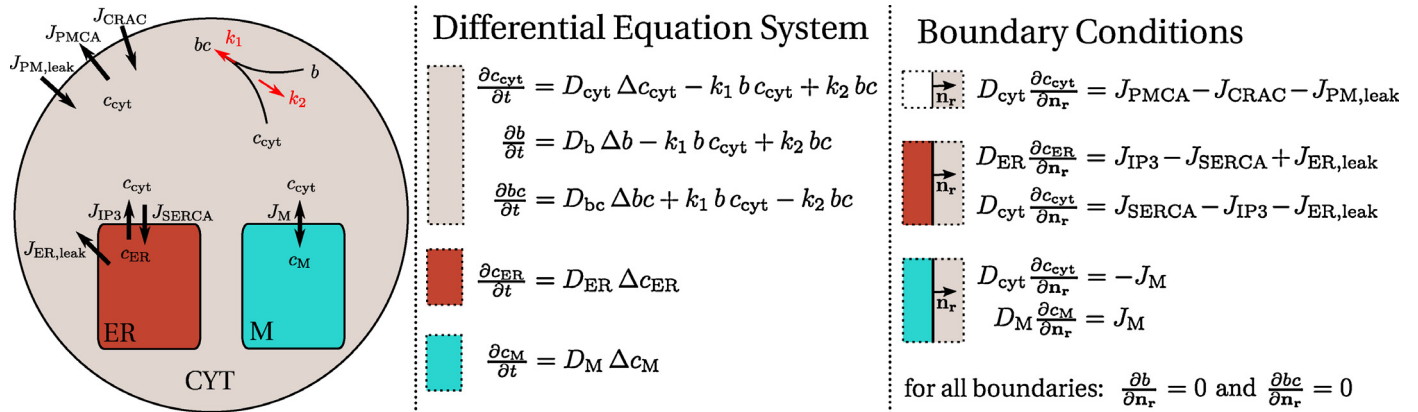 J_CRAC
J_PMCA
J_PM,leak
c_cyt
bc
k_1
b
k_2
c_cyt
c_cyt
J_IP3
J_SERCA
J_ER,leak
c_ER
ER
c_cyt
J_M
c_M
M
CYT
Differential Equation System
∂c_cyt/∂t = D_cyt Δc_cyt − k_1 b c_cyt + k_2 bc
∂b/∂t = D_b Δb − k_1 b c_cyt + k_2 bc
∂bc/∂t = D_bc Δbc + k_1 b c_cyt − k_2 bc
∂c_ER/∂t = D_ER Δc_ER
∂c_M/∂t = D_M Δc_M
Boundary Conditions
n_r
D_cyt ∂c_cyt/∂n_r = J_PMCA − J_CRAC − J_PM,leak
n_r
D_ER ∂c_ER/∂n_r = J_IP3 − J_SERCA + J_ER,leak
D_cyt ∂c_cyt/∂n_r = J_SERCA − J_IP3 − J_ER,leak
n_r
D_cyt ∂c_cyt/∂n_r = −J_M
D_M ∂c_M/∂n_r = J_M
for all boundaries: ∂b/∂n_r = 0 and ∂bc/∂n_r = 0